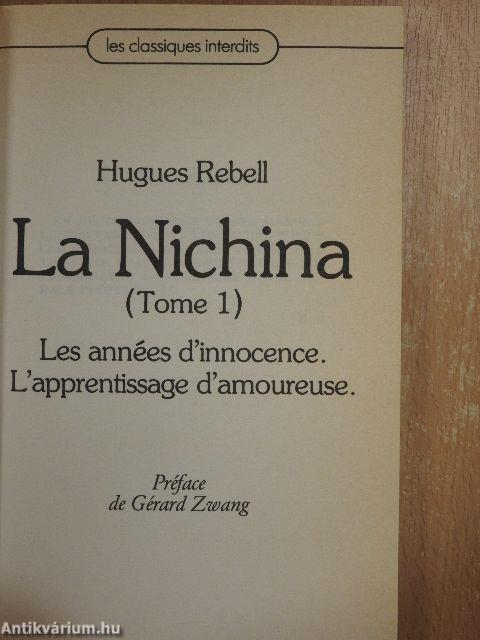 les classiques interdits
Hugues Rebell
La Nichina
(Tome 1)
Les années d'innocence.
L'apprentissage d'amoureuse.
Préface
de Gérard Zwang
Antikvárium.hu